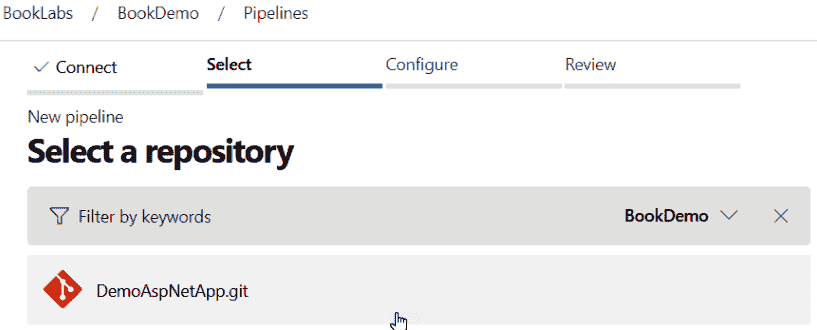 BookLabs / BookDemo / Pipelines
Connect Select Configure Review
New pipeline
Select a repository
Filter by keywords BookDemo
DemoAspNetApp.git